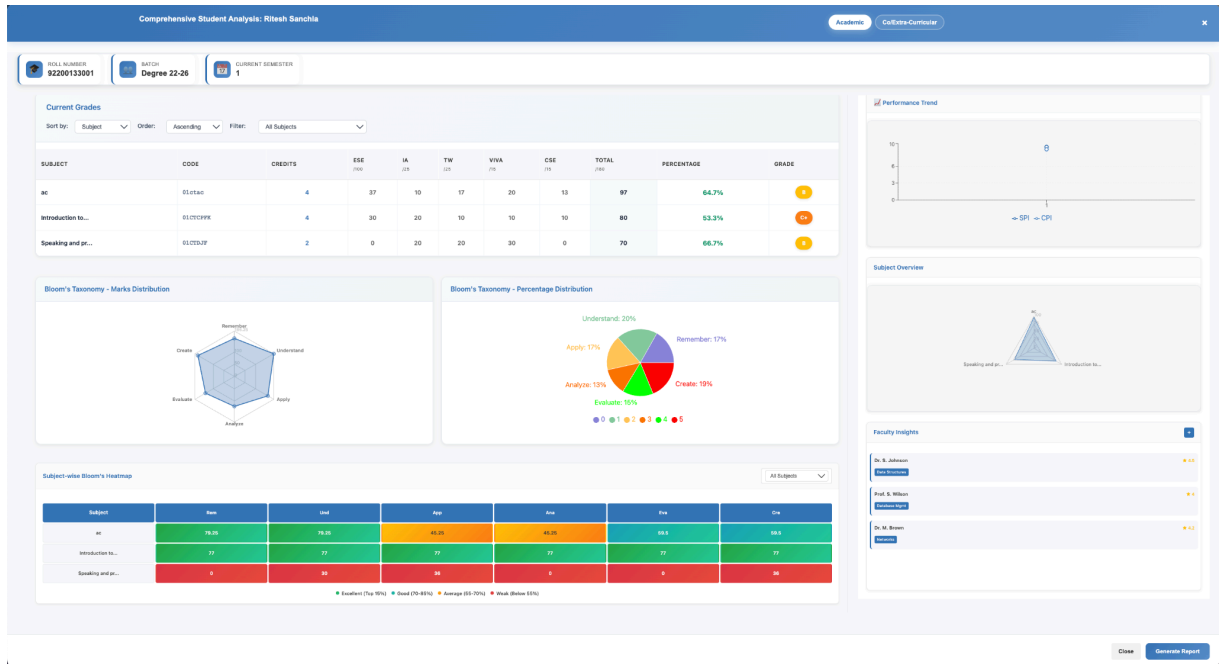 Comprehensive Student Analysis: Ritesh Sanchla
Academic
Co/Extra-Curricular
×
ROLL NUMBER
92200133001
BATCH
Degree 22-26
CURRENT SEMESTER
1
Current Grades
Sort by: Subject Order: Ascending Filter: All Subjects
SUBJECT CODE CREDITS ESE /100 IA /25 TW /25 VIVA /15 CSE /15 TOTAL /180 PERCENTAGE GRADE
ac 01ctac 4 37 10 17 20 13 97 64.7% B
Introduction to... 01CTCPPE 4 30 20 10 10 10 80 53.3% C+
Speaking and pr... 2 0 20 20 30 0 70 66.7% B
Bloom's Taxonomy - Marks Distribution
Remember
Understand
Apply
Analyze
Evaluate
Create
Bloom's Taxonomy - Percentage Distribution
Understand: 20%
Remember: 17%
Apply: 17%
Analyze: 13%
Create: 19%
Evaluate: 15%
0 1 2 3 4 5
Subject-wise Bloom's Heatmap
All Subjects
Subject Rem Und App Ana Eva Cre
ac 79.25 79.25 45.25 45.25 59.5 59.5
Introduction to... 77 77 77 77 77 77
Speaking and pr... 0 30 36 0 0 36
Excellent (Top 15%) Good (70-85%) Average (55-70%) Weak (Below 55%)
Performance Trend
10
6
3
0
1
SPI CPI
Subject Overview
ac
Speaking and pr...
Introduction to...
Faculty Insights
+
Dr. S. Johnson
Data Structures
Prof. S. Wilson
Database Mgmt
Dr. M. Brown
Networks
Close
Generate Report